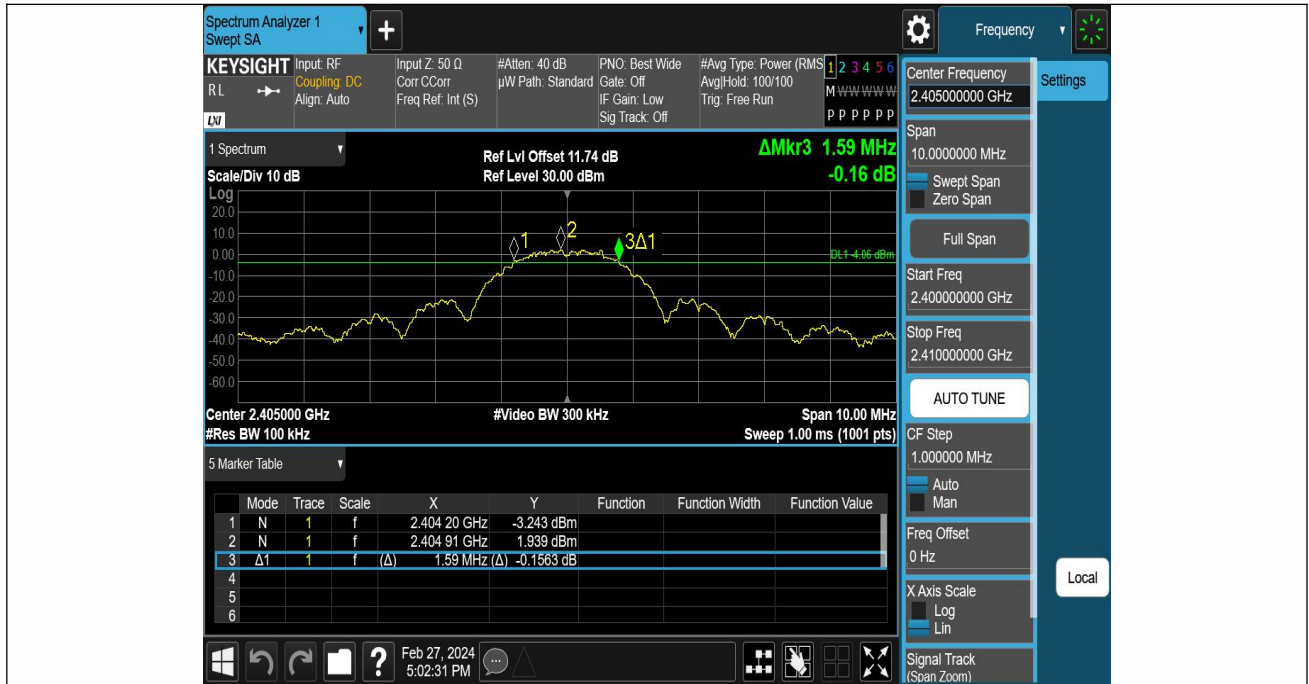 Spectrum Analyzer 1
Swept SA
Frequency
KEYSIGHT
RL
LXI
Input: RF
Coupling: DC
Align: Auto
Input Z: 50 Ω
Corr CCorr
Freq Ref: Int (S)
#Atten: 40 dB
µW Path: Standard
PNO: Best Wide
Gate: Off
IF Gain: Low
Sig Track: Off
#Avg Type: Power (RMS
Avg|Hold: 100/100
Trig: Free Run
1 2 3 4 5 6
M W W W W W
P P P P P P
1 Spectrum
Scale/Div 10 dB
Ref Lvl Offset 11.74 dB
Ref Level 30.00 dBm
ΔMkr3 1.59 MHz
-0.16 dB
Log
20.0
10.0
0.00
-10.0
-20.0
-30.0
-40.0
-50.0
-60.0
1
2
3Δ1
DL1 -4.06 dBm
Center 2.405000 GHz
#Res BW 100 kHz
#Video BW 300 kHz
Span 10.00 MHz
Sweep 1.00 ms (1001 pts)
5 Marker Table
Mode Trace Scale X Y Function Function Width Function Value
1 N 1 f 2.404 20 GHz -3.243 dBm
2 N 1 f 2.404 91 GHz 1.939 dBm
3 Δ1 1 f (Δ) 1.59 MHz (Δ) -0.1563 dB
4
5
6
?
Feb 27, 2024
5:02:31 PM
Center Frequency
2.405000000 GHz
Settings
Span
10.0000000 MHz
Swept Span
Zero Span
Full Span
Start Freq
2.400000000 GHz
Stop Freq
2.410000000 GHz
AUTO TUNE
CF Step
1.000000 MHz
Auto
Man
Freq Offset
0 Hz
Local
X Axis Scale
Log
Lin
Signal Track
(Span Zoom)